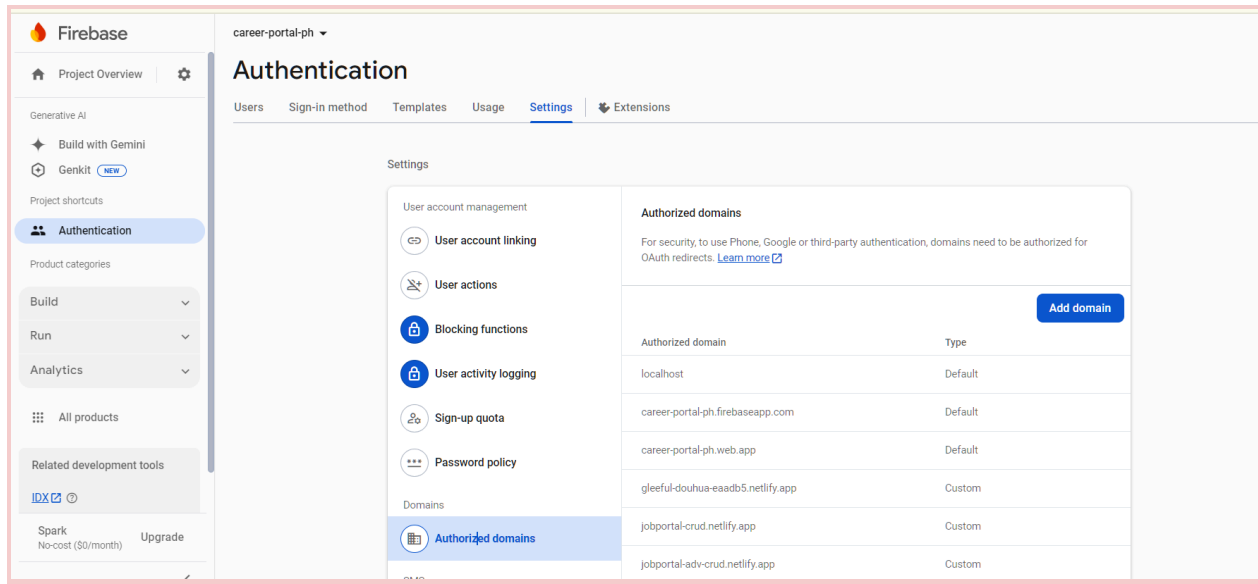 Firebase
Project Overview
Generative AI
Build with Gemini
Genkit NEW
Project shortcuts
Authentication
Product categories
Build
Run
Analytics
All products
Related development tools
IDX
Spark
No-cost ($0/month)
Upgrade
career-portal-ph
Authentication
Users Sign-in method Templates Usage Settings Extensions
Settings
User account management
User account linking
User actions
Blocking functions
User activity logging
Sign-up quota
Password policy
Domains
Authorized domains
Authorized domains
For security, to use Phone, Google or third-party authentication, domains need to be authorized for
OAuth redirects. Learn more
Add domain
Authorized domain Type
localhost Default
career-portal-ph.firebaseapp.com Default
career-portal-ph.web.app Default
gleeful-douhua-eaadb5.netlify.app Custom
jobportal-crud.netlify.app Custom
jobportal-adv-crud.netlify.app Custom